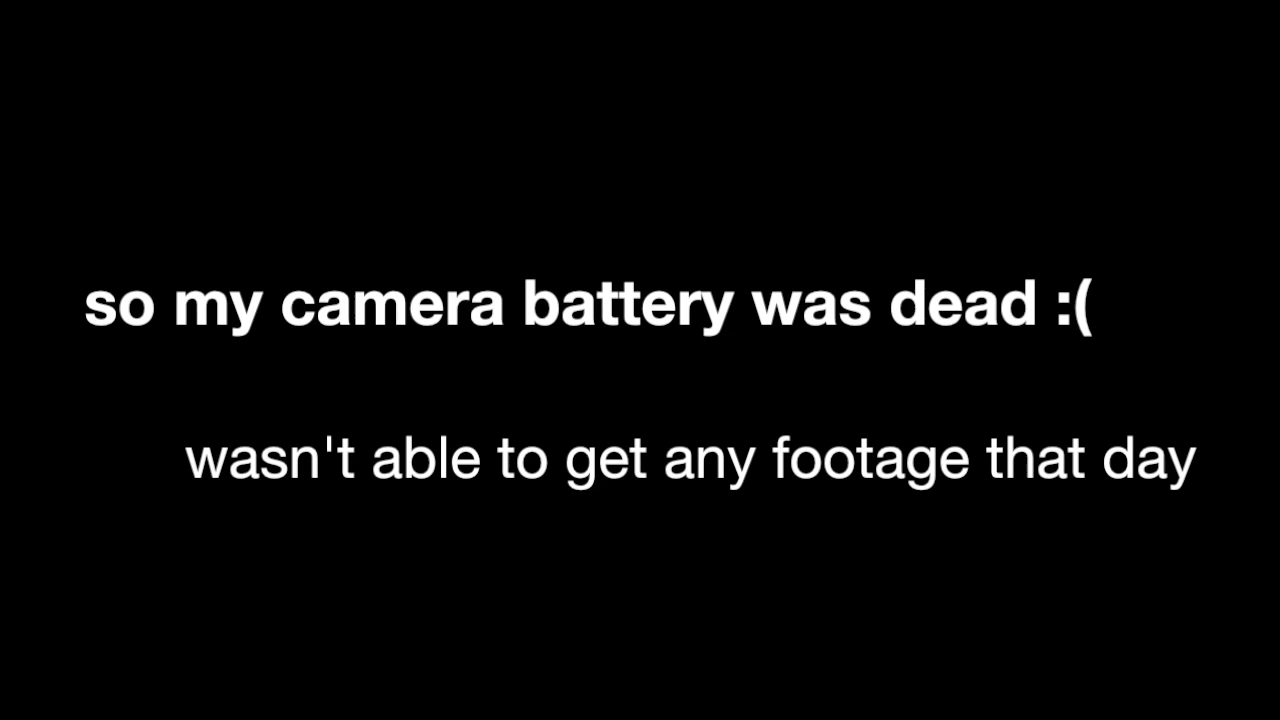 so my camera battery was dead :(
wasn't able to get any footage that day